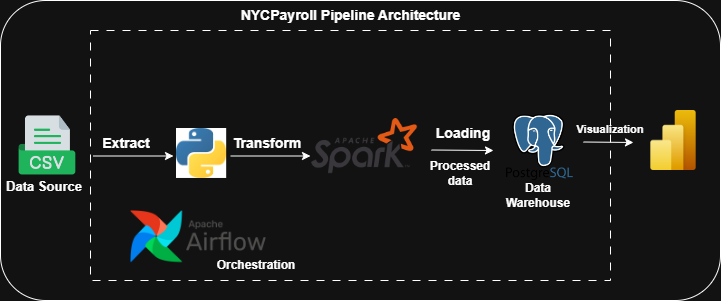 NYCPayroll Pipeline Architecture
CSV
Data Source
Extract
Transform
APACHE
Spark
Loading
Processed
data
PostgreSQL
Data
Warehouse
Visualization
Apache
Airflow
Orchestration